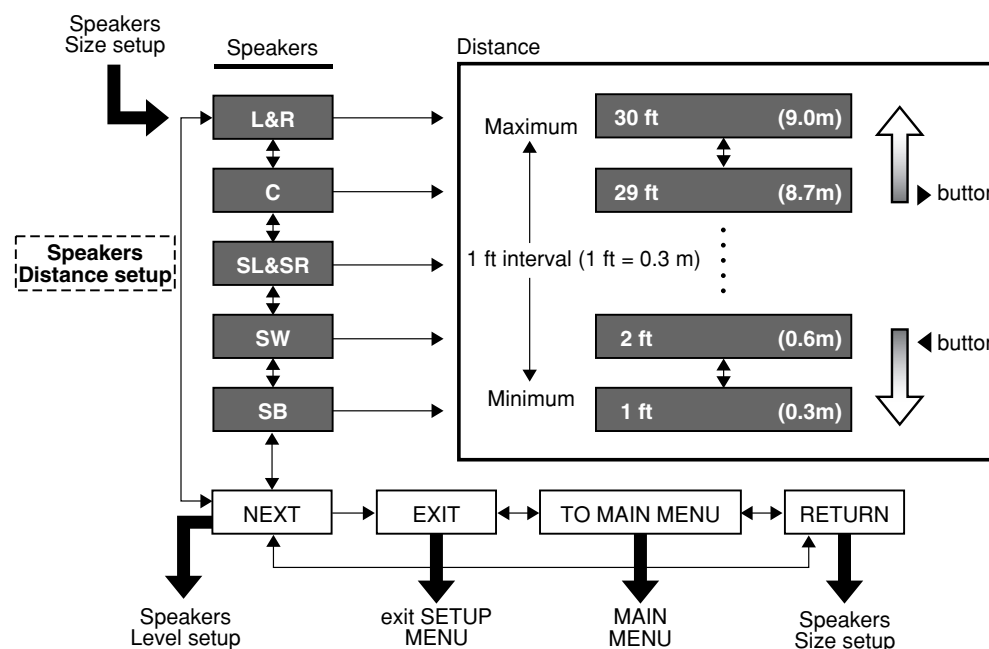 Speakers
Size setup
Speakers
Distance
L&R
C
SL&SR
SW
SB
Speakers
Distance setup
Maximum
1 ft interval (1 ft = 0.3 m)
Minimum
30 ft (9.0m)
29 ft (8.7m)
2 ft (0.6m)
1 ft (0.3m)
button
button
NEXT
EXIT
TO MAIN MENU
RETURN
Speakers
Level setup
exit SETUP
MENU
MAIN
MENU
Speakers
Size setup